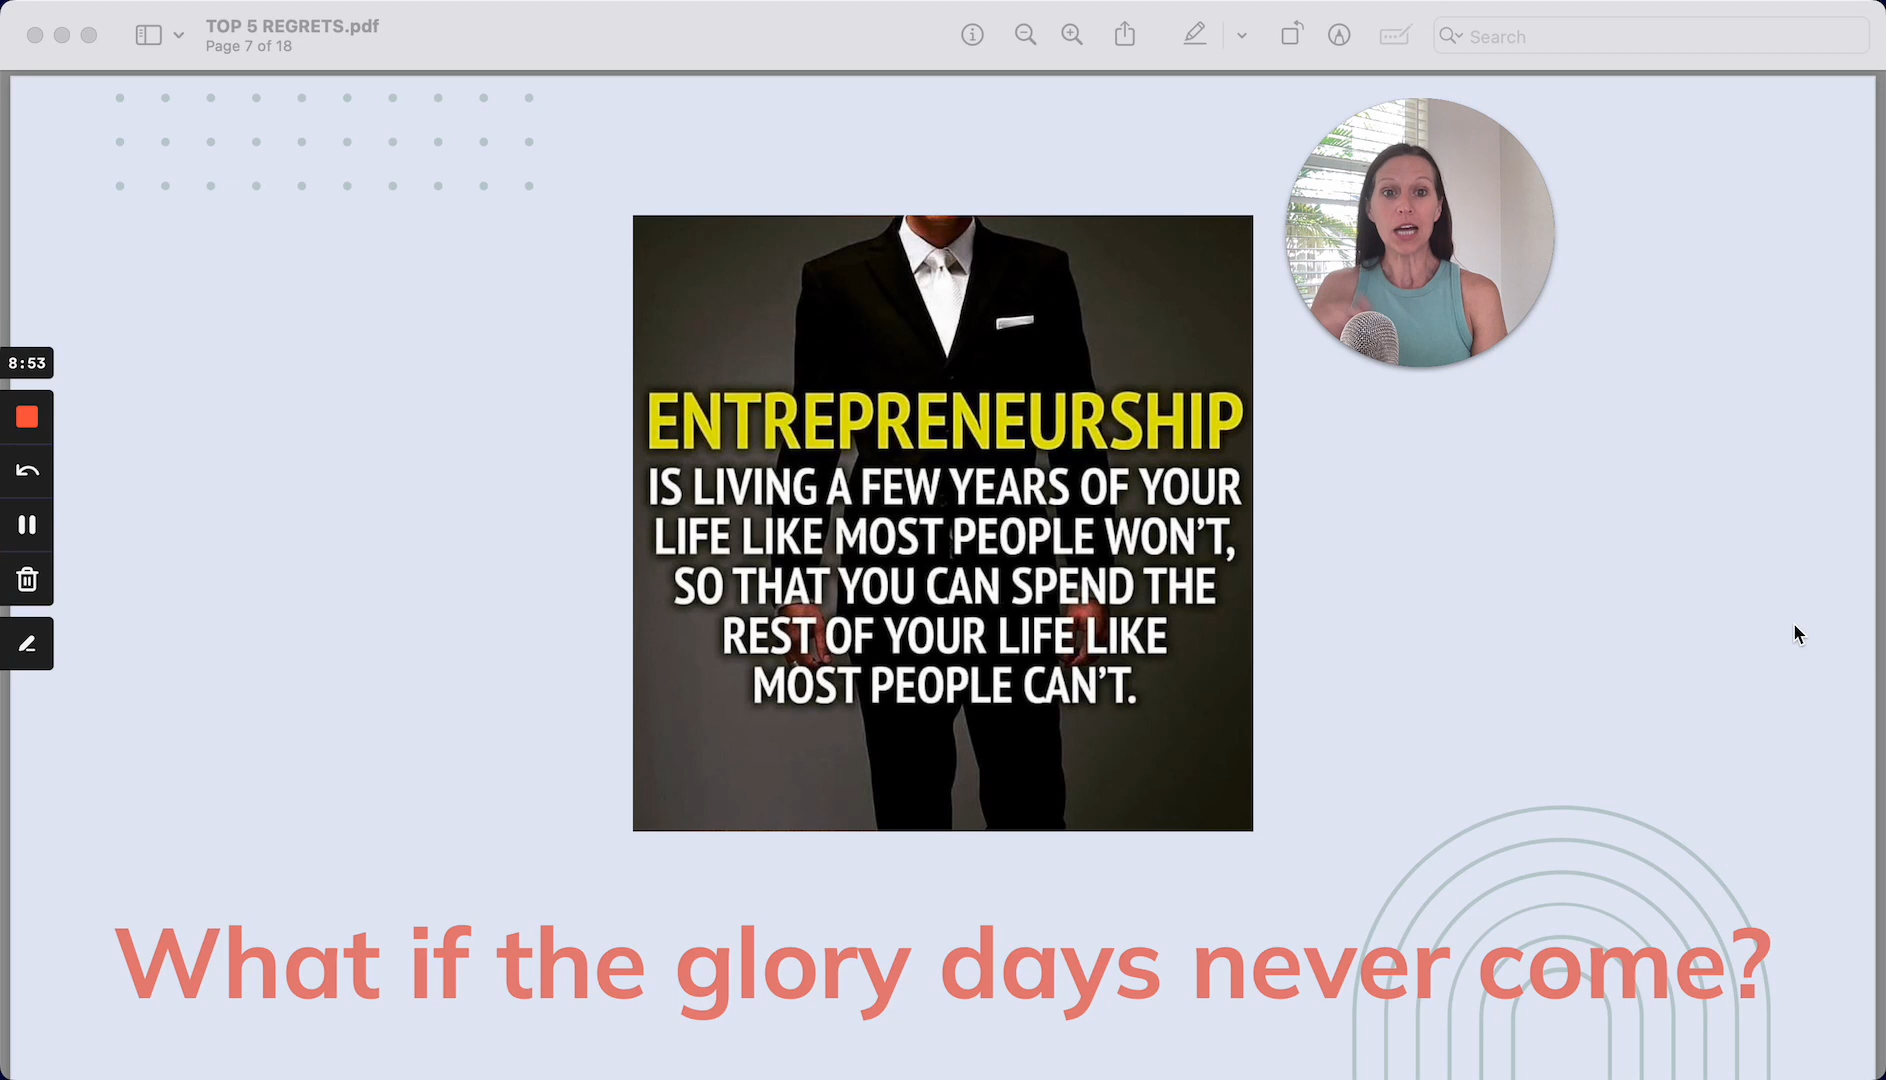 TOP 5 REGRETS.pdf
Page 7 of 18
Search
8:53
ENTREPRENEURSHIP
IS LIVING A FEW YEARS OF YOUR
LIFE LIKE MOST PEOPLE WON'T,
SO THAT YOU CAN SPEND THE
REST OF YOUR LIFE LIKE
MOST PEOPLE CAN'T.
What if the glory days never come?